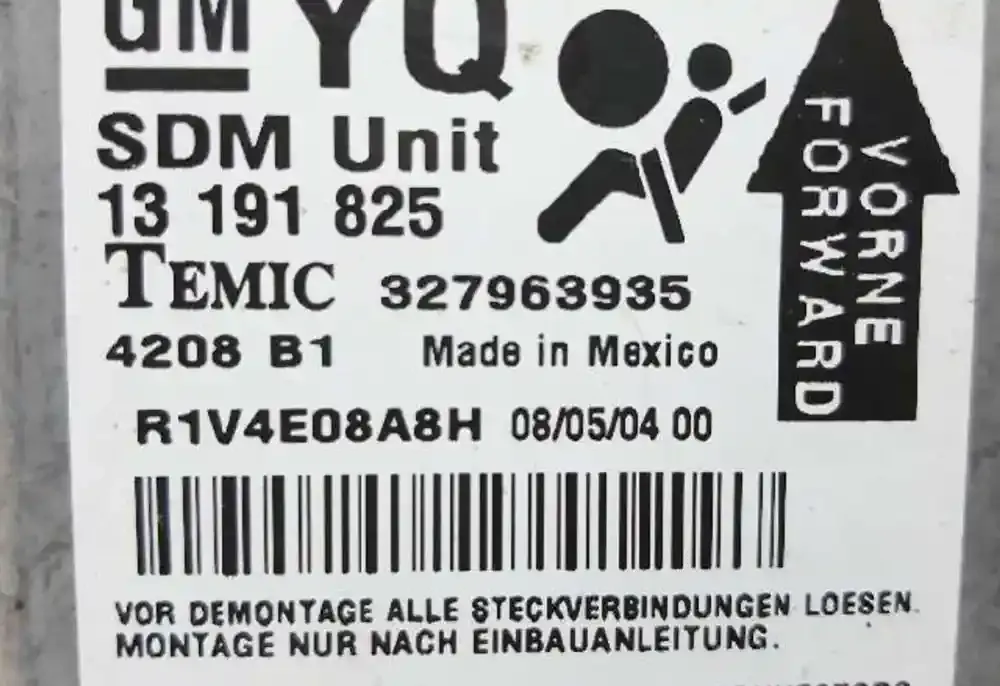 GM YQ
SDM Unit
13 191 825
TEMIC 327963935
4208 B1 Made in Mexico
R1V4E08A8H 08/05/04 00
VORNE
FORWARD
VOR DEMONTAGE ALLE STECKVERBINDUNGEN LOESEN.
MONTAGE NUR NACH EINBAUANLEITUNG.